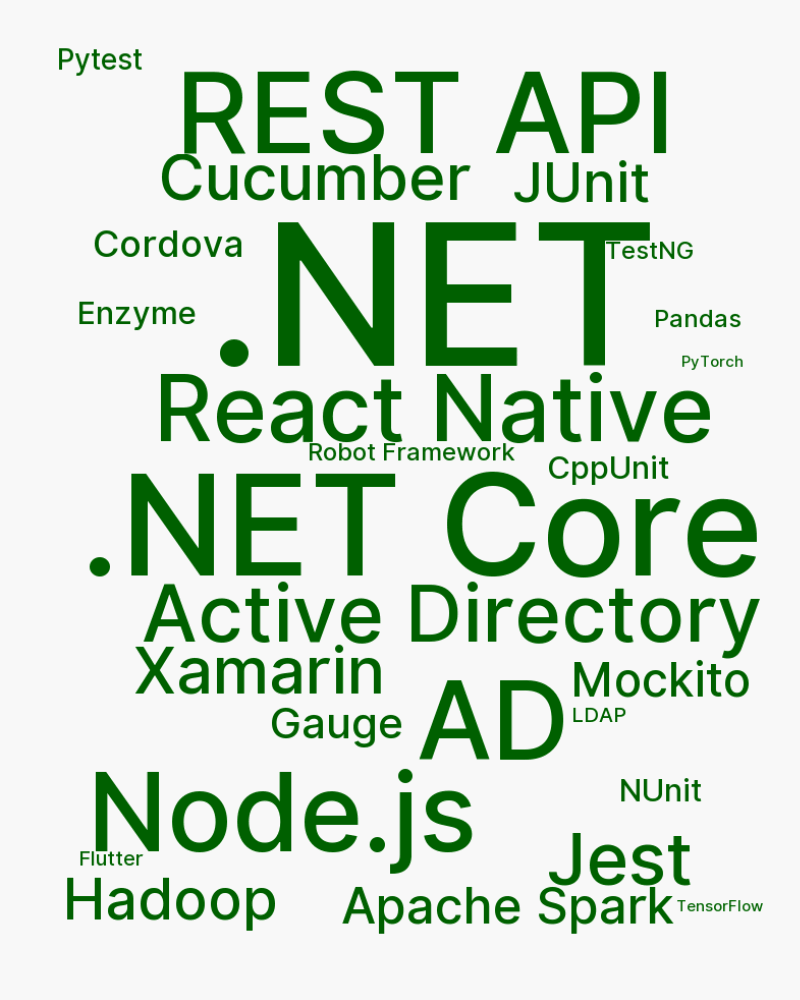 Pytest
REST API
Cucumber JUnit
Cordova TestNG
.NET
Enzyme Pandas
PyTorch
React Native
Robot Framework
CppUnit
.NET Core
Active Directory
Xamarin Mockito
Gauge AD LDAP
Node.js NUnit
Flutter Jest
Hadoop Apache Spark TensorFlow